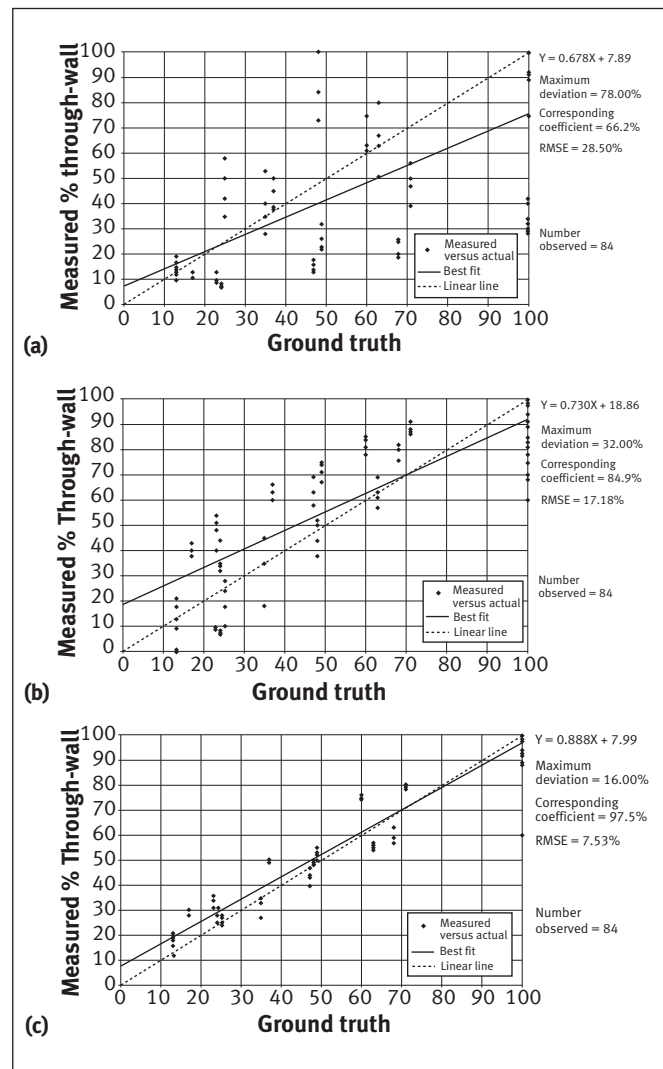 100
90
80
70
60
50
40
30
20
10
0
Measured % through-wall
0 10 20 30 40 50 60 70 80 90 100
Ground truth
(a)
Y = 0.678X + 7.89
Maximum
deviation = 78.00%
Corresponding
coefficient = 66.2%
RMSE = 28.50%
Number
observed = 84
Measured
versus actual
Best fit
Linear line
100
90
80
70
60
50
40
30
20
10
0
Measured % Through-wall
0 10 20 30 40 50 60 70 80 90 100
Ground truth
(b)
Y = 0.730X + 18.86
Maximum
deviation = 32.00%
Corresponding
coefficient = 84.9%
RMSE = 17.18%
Number
observed = 84
Measured
versus actual
Best fit
Linear line
100
90
80
70
60
50
40
30
20
10
0
Measured % Through-wall
0 10 20 30 40 50 60 70 80 90 100
Ground truth
(c)
Y = 0.888X + 7.99
Maximum
deviation = 16.00%
Corresponding
coefficient = 97.5%
RMSE = 7.53%
Number
observed = 84
Measured
versus actual
Best fit
Linear line